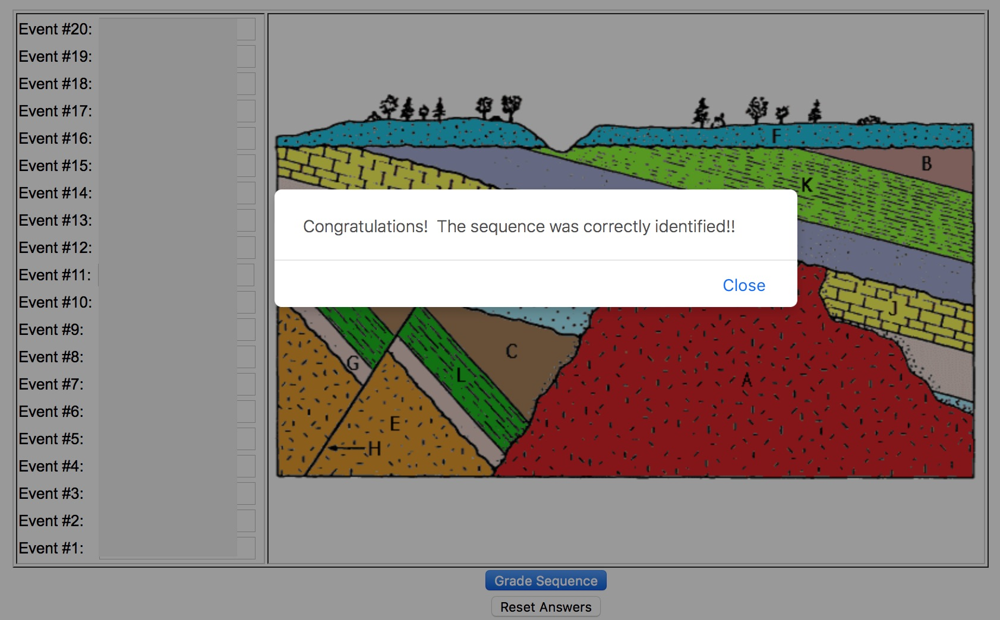 Event #20:
Event #19:
Event #18:
Event #17:
Event #16:
Event #15:
Event #14:
Event #13:
Event #12:
Event #11:
Event #10:
Event #9:
Event #8:
Event #7:
Event #6:
Event #5:
Event #4:
Event #3:
Event #2:
Event #1:
F
B
K
Congratulations!  The sequence was correctly identified!!
Close
J
C
G
L
A
E
H
Grade Sequence
Reset Answers